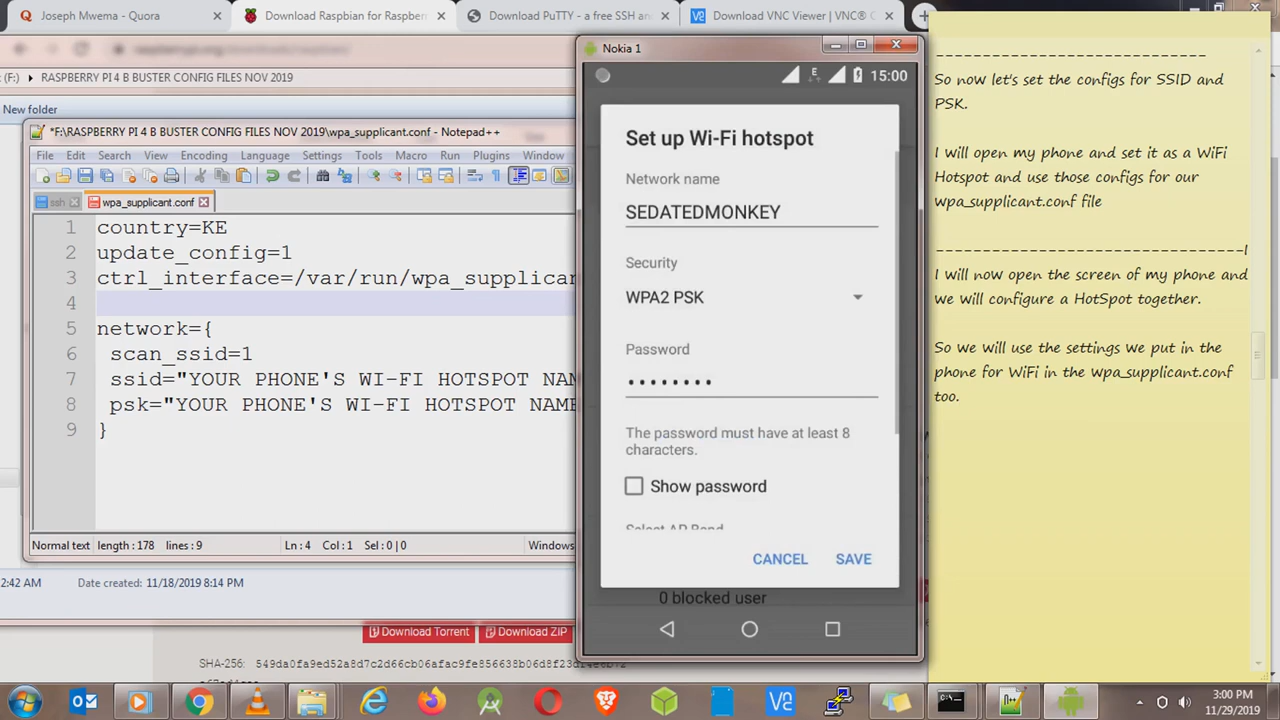 Joseph Mwema - Quora
Download Raspbian for Raspber
Download PuTTY - a free SSH an
Download VNC Viewer | VNC®
(F:) RASPBERRY PI 4 B BUSTER CONFIG FILES NOV 2019
New folder
*F:\RASPBERRY PI 4 B BUSTER CONFIG FILES NOV 2019\wpa_supplicant.conf - Notepad++
File Edit Search View Encoding Language Settings Tools Macro Run Plugins Window
ssh
wpa_supplicant.conf
1 country=KE
2 update_config=1
3 ctrl_interface=/var/run/wpa_supplican
4
5 network={
6 scan_ssid=1
7 ssid="YOUR PHONE'S WI-FI HOTSPOT NAM
8 psk="YOUR PHONE'S WI-FI HOTSPOT NAME
9 }
Normal text length : 178 lines : 9 Ln : 4 Col : 1 Sel : 0 | 0 Windows
2:42 AM Date created: 11/18/2019 8:14 PM
Download Torrent
Download ZIP
SHA-256:
Nokia 1
E 15:00
Set up Wi-Fi hotspot
Network name
SEDATEDMONKEY
Security
WPA2 PSK
Password
••••••••
The password must have at least 8
characters.
Show password
Select AP Band
CANCEL SAVE
0 blocked user
-----------------------------
So now let's set the configs for SSID and
PSK.
I will open my phone and set it as a WiFi
Hotspot and use those configs for our
wpa_supplicant.conf file
---------------------------------
I will now open the screen of my phone and
we will configure a HotSpot together.
So we will use the settings we put in the
phone for WiFi in the wpa_supplicant.conf
too.
3:00 PM
11/29/2019